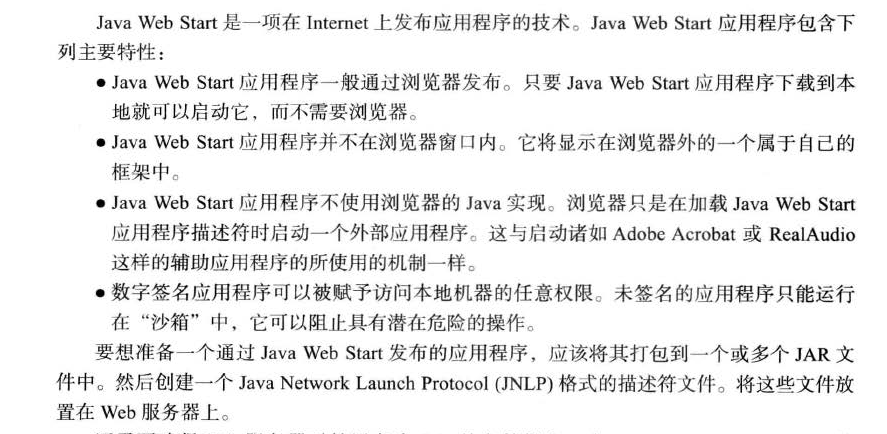 Java Web Start 是一项在 Internet 上发布应用程序的技术。Java Web Start 应用程序包含下
列主要特性：
● Java Web Start 应用程序一般通过浏览器发布。只要 Java Web Start 应用程序下载到本
地就可以启动它，而不需要浏览器。
● Java Web Start 应用程序并不在浏览器窗口内。它将显示在浏览器外的一个属于自己的
框架中。
● Java Web Start 应用程序不使用浏览器的 Java 实现。浏览器只是在加载 Java Web Start
应用程序描述符时启动一个外部应用程序。这与启动诸如 Adobe Acrobat 或 RealAudio
这样的辅助应用程序的所使用的机制一样。
● 数字签名应用程序可以被赋予访问本地机器的任意权限。未签名的应用程序只能运行
在“沙箱”中，它可以阻止具有潜在危险的操作。
要想准备一个通过 Java Web Start 发布的应用程序，应该将其打包到一个或多个 JAR 文
件中。然后创建一个 Java Network Launch Protocol (JNLP) 格式的描述符文件。将这些文件放
置在 Web 服务器上。